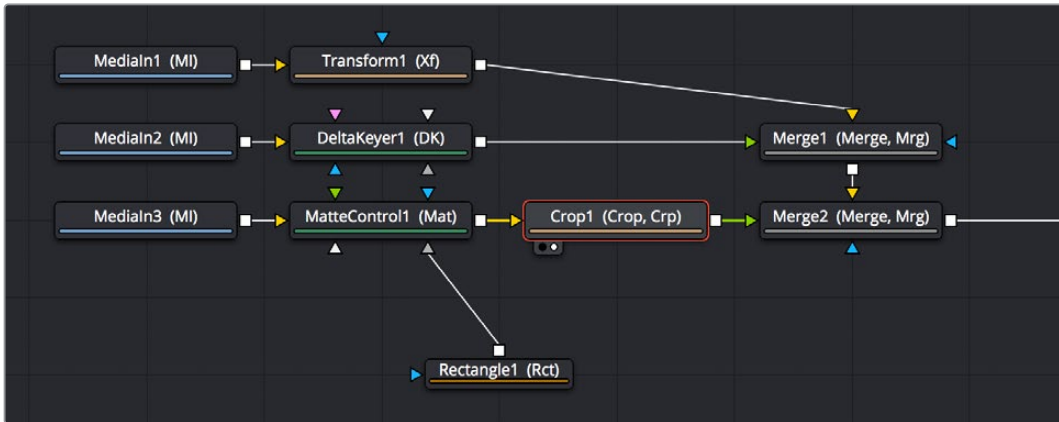 MediaIn1 (MI)
Transform1 (Xf)
MediaIn2 (MI)
DeltaKeyer1 (DK)
Merge1 (Merge, Mrg)
MediaIn3 (MI)
MatteControl1 (Mat)
Crop1 (Crop, Crp)
Merge2 (Merge, Mrg)
Rectangle1 (Rct)